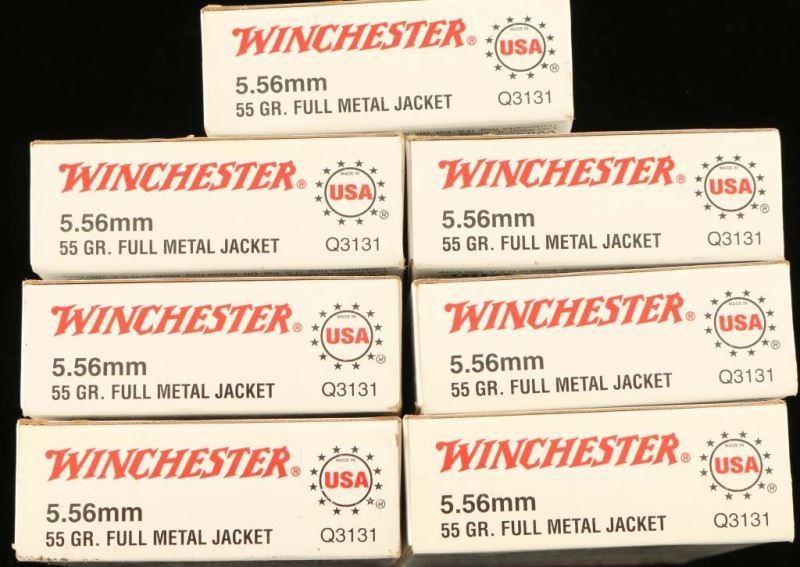 WINCHESTER® MADE IN USA ®
5.56mm
55 GR. FULL METAL JACKET Q3131
WINCHESTER® MADE IN USA ®
5.56mm
55 GR. FULL METAL JACKET Q3131
WINCHESTER® MADE IN USA ®
5.56mm
55 GR. FULL METAL JACKET Q3131
WINCHESTER® MADE IN USA ®
5.56mm
55 GR. FULL METAL JACKET Q3131
WINCHESTER® MADE IN USA ®
5.56mm
55 GR. FULL METAL JACKET Q3131
WINCHESTER® MADE IN USA ®
5.56mm
55 GR. FULL METAL JACKET Q3131
WINCHESTER® MADE IN USA ®
5.56mm
55 GR. FULL METAL JACKET Q3131